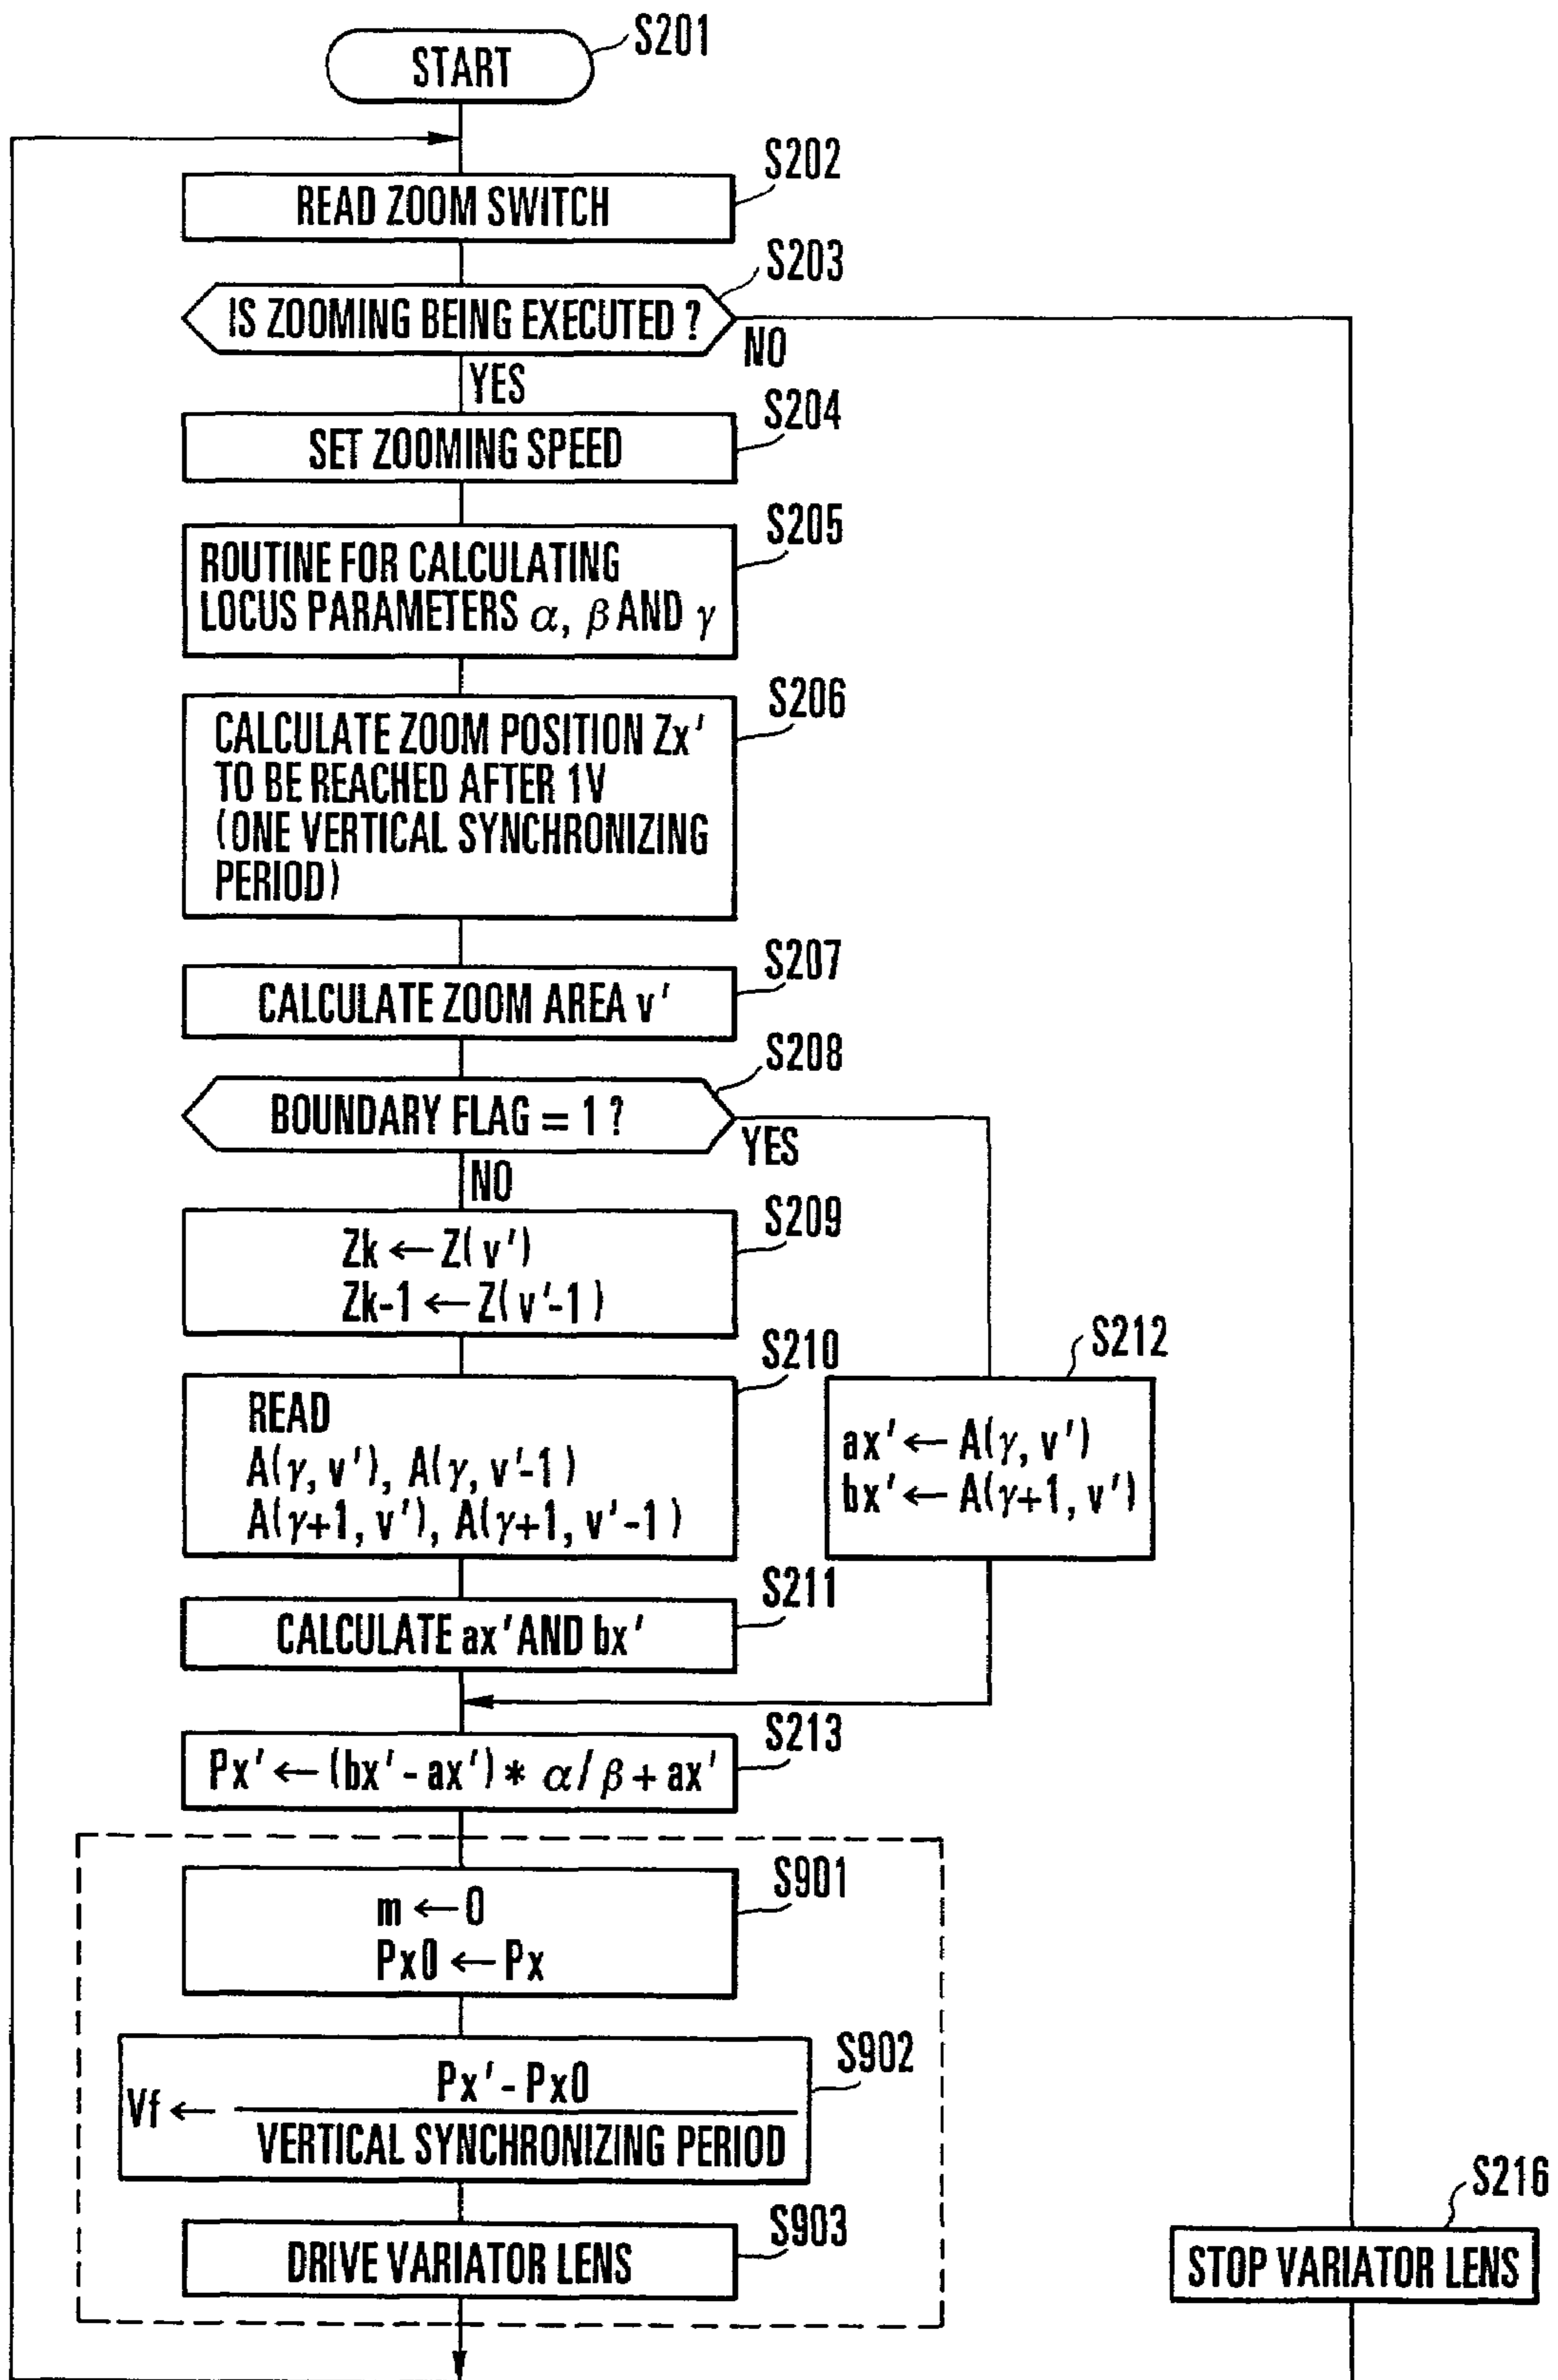 START
S201
READ ZOOM SWITCH
S202
IS ZOOMING BEING EXECUTED ?
S203
NO
YES
SET ZOOMING SPEED
S204
ROUTINE FOR CALCULATING
LOCUS PARAMETERS α, β AND γ
S205
CALCULATE ZOOM POSITION Zx'
TO BE REACHED AFTER 1V
(ONE VERTICAL SYNCHRONIZING
PERIOD)
S206
CALCULATE ZOOM AREA v'
S207
BOUNDARY FLAG = 1 ?
S208
YES
NO
Zk ← Z(v')
Zk-1 ← Z(v'-1)
S209
READ
A(γ, v'), A(γ, v'-1)
A(γ+1, v'), A(γ+1, v'-1)
S210
ax' ← A(γ, v')
bx' ← A(γ+1, v')
S212
CALCULATE ax' AND bx'
S211
Px' ← (bx' - ax') * α / β + ax'
S213
m ← 0
Px0 ← Px
S901
Vf ← Px' - Px0
VERTICAL SYNCHRONIZING PERIOD
S902
DRIVE VARIATOR LENS
S903
STOP VARIATOR LENS
S216